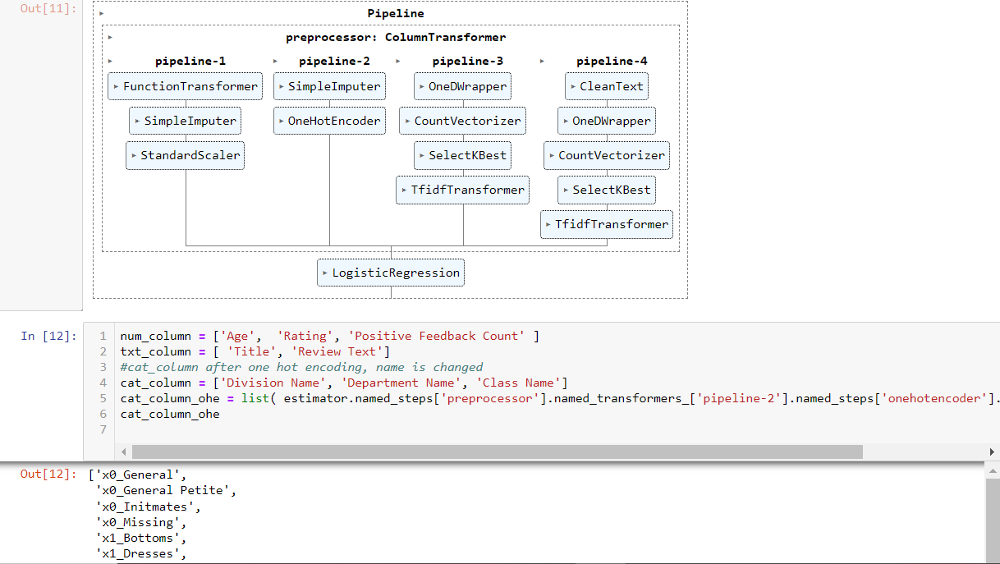 Out[11]:
Pipeline
preprocessor: ColumnTransformer
pipeline-1 pipeline-2 pipeline-3 pipeline-4
FunctionTransformer SimpleImputer OneDWrapper CleanText
SimpleImputer OneHotEncoder CountVectorizer OneDWrapper
StandardScaler SelectKBest CountVectorizer
TfidfTransformer SelectKBest
TfidfTransformer
LogisticRegression
In [12]:
1 num_column = ['Age',  'Rating', 'Positive Feedback Count' ]
2 txt_column = [ 'Title', 'Review Text']
3 #cat_column after one hot encoding, name is changed
4 cat_column = ['Division Name', 'Department Name', 'Class Name']
5 cat_column_ohe = list( estimator.named_steps['preprocessor'].named_transformers_['pipeline-2'].named_steps['onehotencoder'].
6 cat_column_ohe
7
Out[12]: ['x0_General',
'x0_General Petite',
'x0_Initmates',
'x0_Missing',
'x1_Bottoms',
'x1_Dresses',